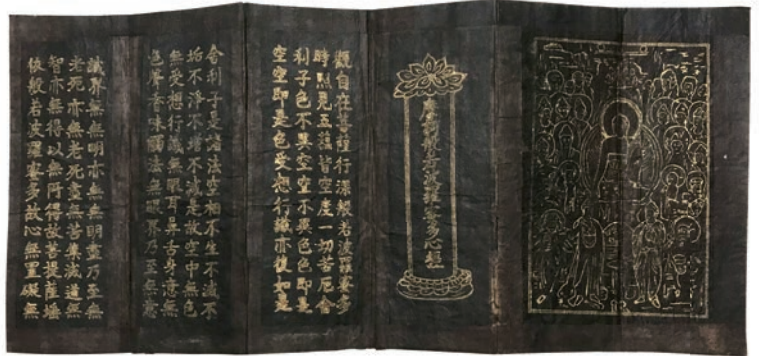 摩訶般若波羅蜜多心經
觀自在菩薩行深般若波羅蜜多
時照見五蘊皆空度一切苦厄舍
利子色不異空空不異色色即是
空空即是色受想行識亦復如是
舍利子是諸法空相不生不滅不
垢不淨不增不減是故空中無色
無受想行識無眼耳鼻舌身意無
色聲香味觸法無眼界乃至無意
識界無無明亦無無明盡乃至無
老死亦無老死盡無苦集滅道無
智亦無得以無所得故菩提薩埵
依般若波羅蜜多故心無罣礙無